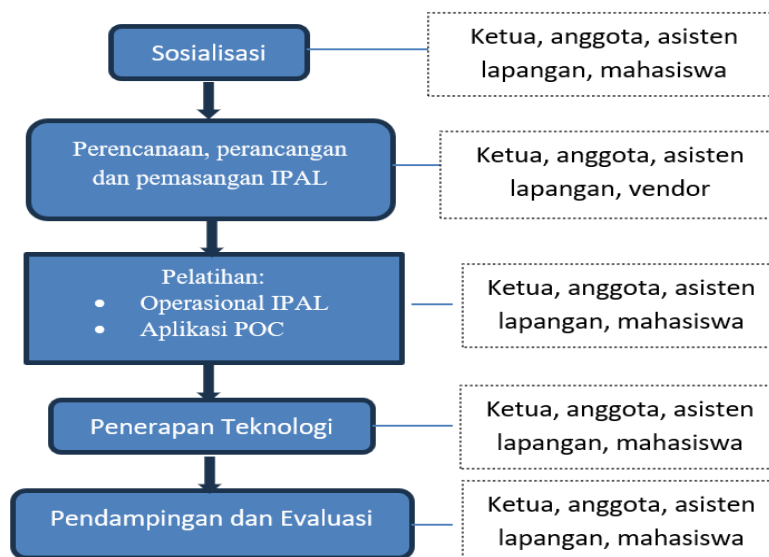 Sosialisasi
Ketua, anggota, asisten
lapangan, mahasiswa
Perencanaan, perancangan
dan pemasangan IPAL
Ketua, anggota, asisten
lapangan, vendor
Pelatihan:
• Operasional IPAL
• Aplikasi POC
Ketua, anggota, asisten
lapangan, mahasiswa
Penerapan Teknologi
Ketua, anggota, asisten
lapangan, mahasiswa
Pendampingan dan Evaluasi
Ketua, anggota, asisten
lapangan, mahasiswa